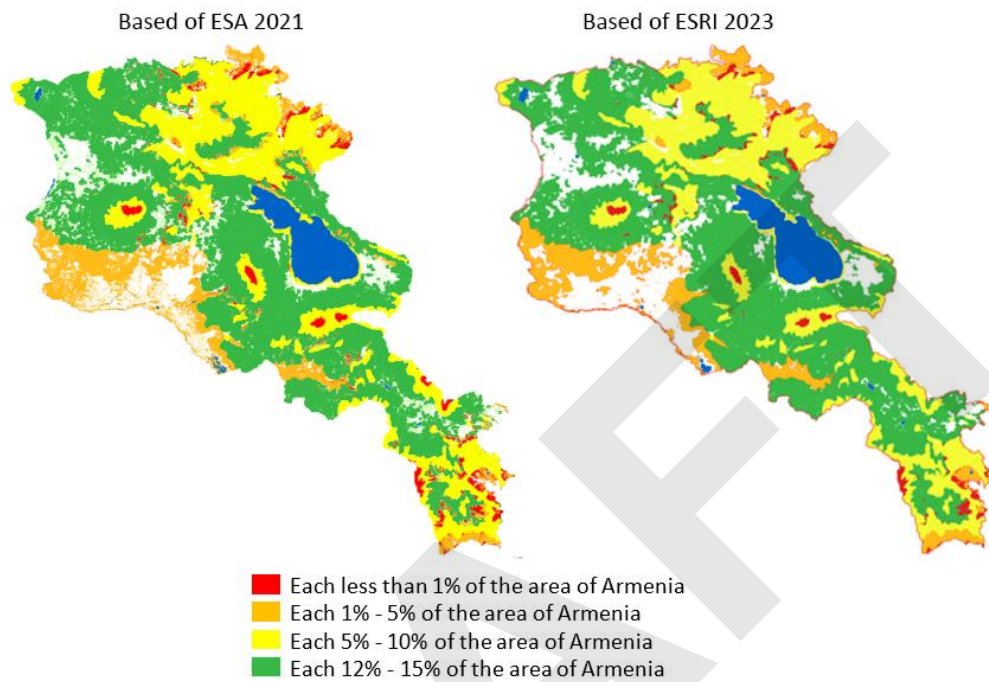 Based of ESA 2021
Based of ESRI 2023
Each less than 1% of the area of Armenia
Each 1% - 5% of the area of Armenia
Each 5% - 10% of the area of Armenia
Each 12% - 15% of the area of Armenia